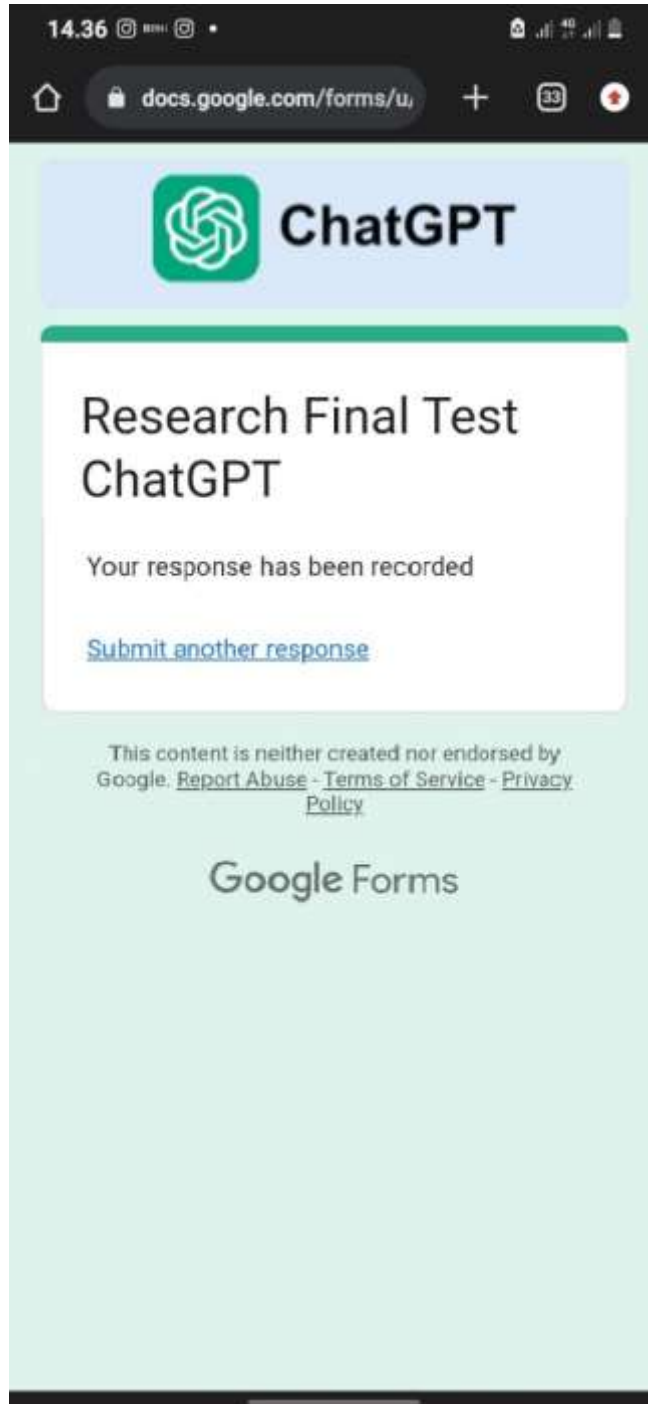 14.36
docs.google.com/forms/u/
33
ChatGPT
Research Final Test
ChatGPT
Your response has been recorded
Submit another response
This content is neither created nor endorsed by
Google. Report Abuse - Terms of Service - Privacy
Policy
Google Forms